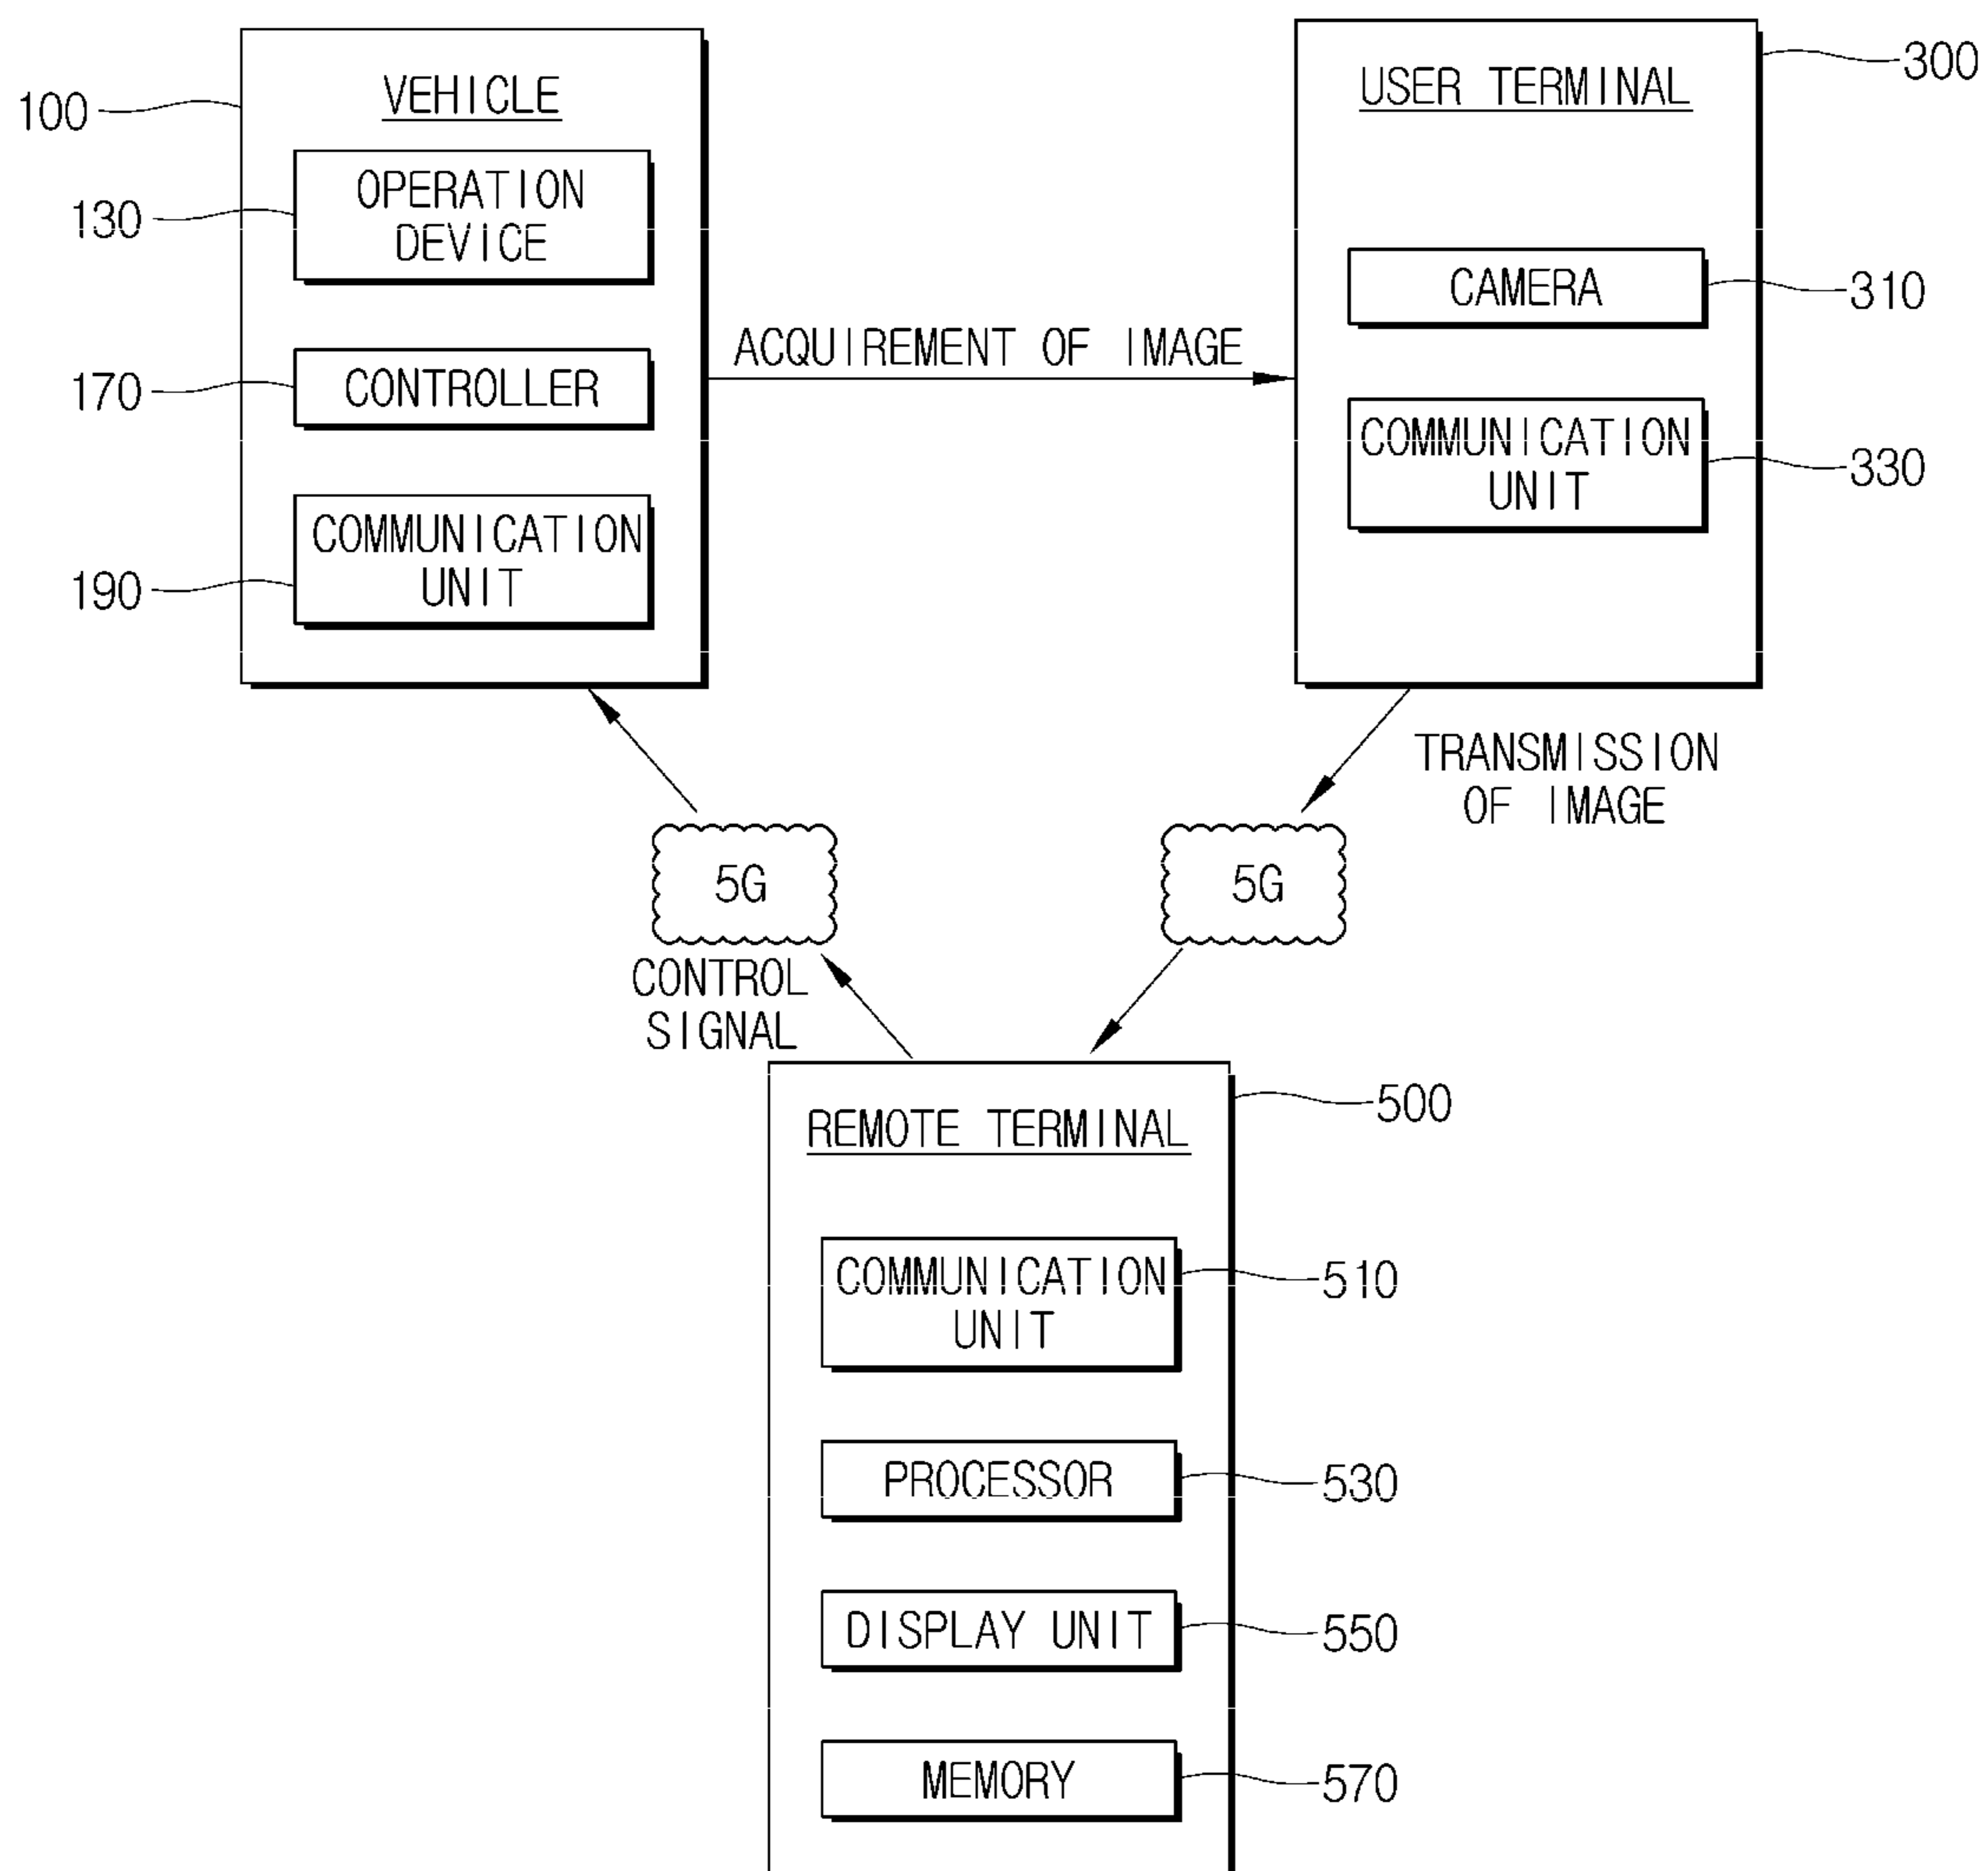 VEHICLE
100
OPERATION
DEVICE
130
CONTROLLER
170
COMMUNICATION
UNIT
190
ACQUIREMENT OF IMAGE
USER TERMINAL
300
CAMERA
310
COMMUNICATION
UNIT
330
TRANSMISSION
OF IMAGE
5G
5G
CONTROL
SIGNAL
REMOTE TERMINAL
500
COMMUNICATION
UNIT
510
PROCESSOR
530
DISPLAY UNIT
550
MEMORY
570